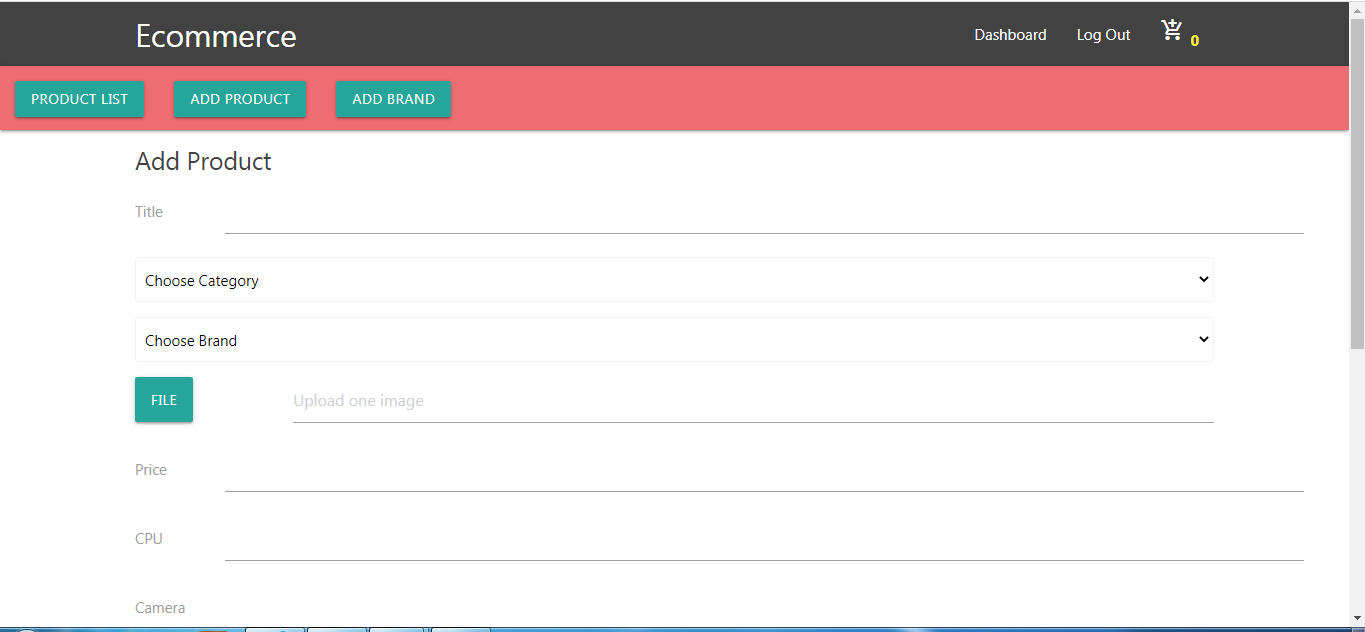 Ecommerce
Dashboard Log Out 0
PRODUCT LIST ADD PRODUCT ADD BRAND
Add Product
Title
Choose Category
Choose Brand
FILE Upload one image
Price
CPU
Camera